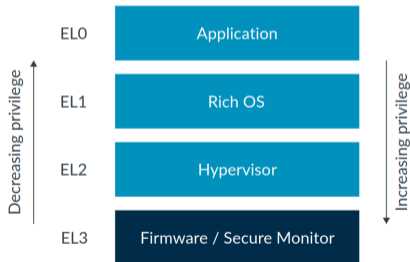 EL0 Application
EL1 Rich OS
EL2 Hypervisor
EL3 Firmware / Secure Monitor
Decreasing privilege
Increasing privilege